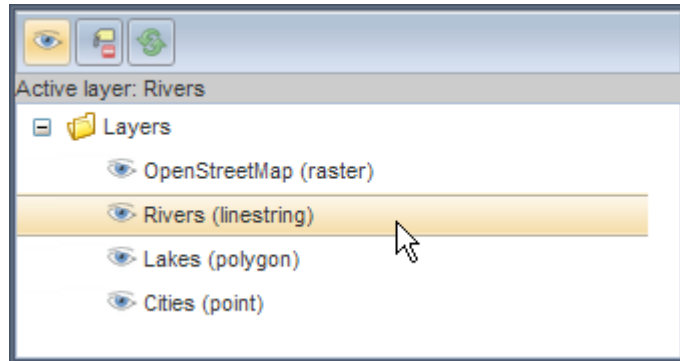 Active layer: Rivers
Layers
OpenStreetMap (raster)
Rivers (linestring)
Lakes (polygon)
Cities (point)